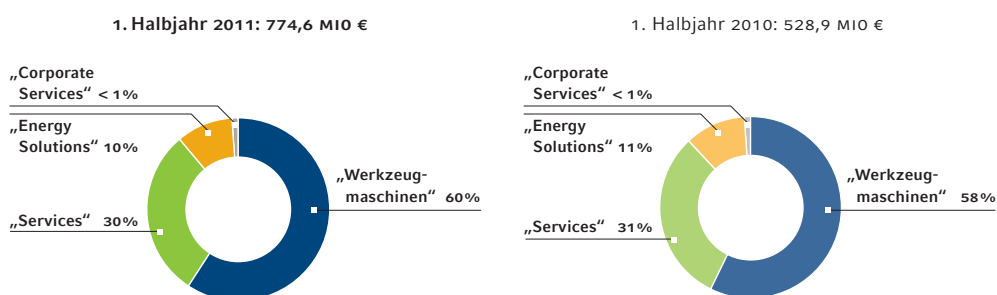 1. Halbjahr 2011: 774,6 MIO €
„Corporate
Services“ < 1%
„Energy
Solutions“ 10%
„Services“ 30%
„Werkzeug-
maschinen“ 60%
1. Halbjahr 2010: 528,9 MIO €
„Corporate
Services“ < 1%
„Energy
Solutions“ 11%
„Services“ 31%
„Werkzeug-
maschinen“ 58%